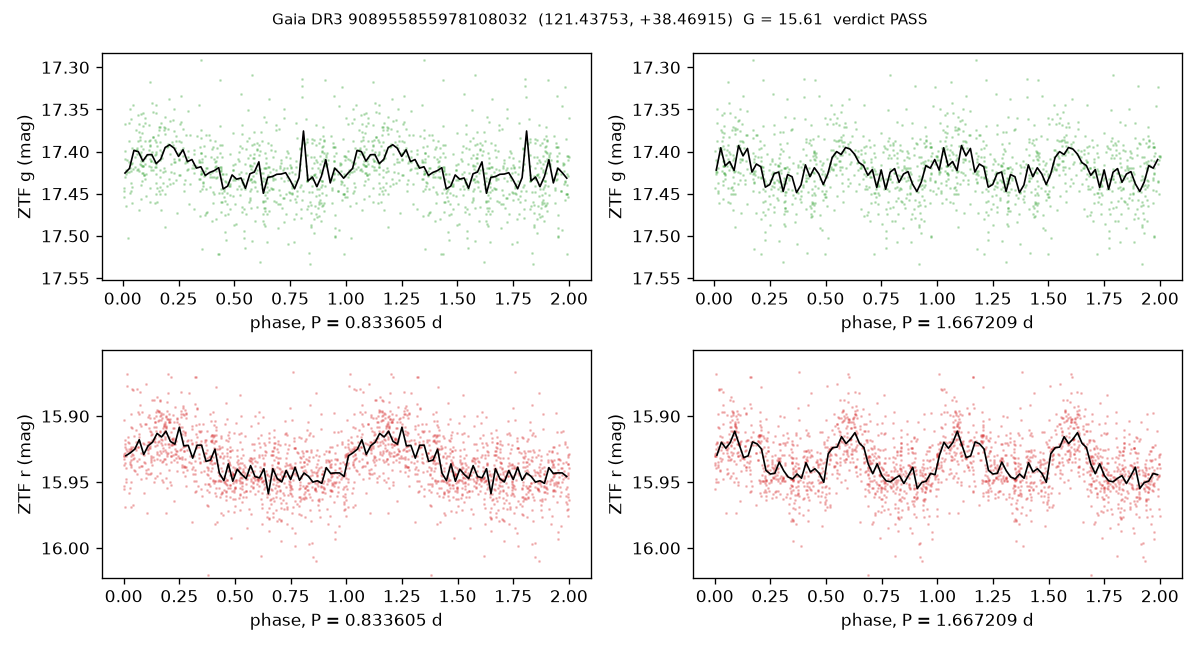 Gaia DR3 908955855978108032 (121.43753, +38.46915) G = 15.61 verdict PASS
ZTF g (mag)
17.30
17.35
17.40
17.45
17.50
17.55
0.00 0.25 0.50 0.75 1.00 1.25 1.50 1.75 2.00
phase, P = 0.833605 d
ZTF g (mag)
17.30
17.35
17.40
17.45
17.50
17.55
0.00 0.25 0.50 0.75 1.00 1.25 1.50 1.75 2.00
phase, P = 1.667209 d
ZTF r (mag)
15.90
15.95
16.00
0.00 0.25 0.50 0.75 1.00 1.25 1.50 1.75 2.00
phase, P = 0.833605 d
ZTF r (mag)
15.90
15.95
16.00
0.00 0.25 0.50 0.75 1.00 1.25 1.50 1.75 2.00
phase, P = 1.667209 d